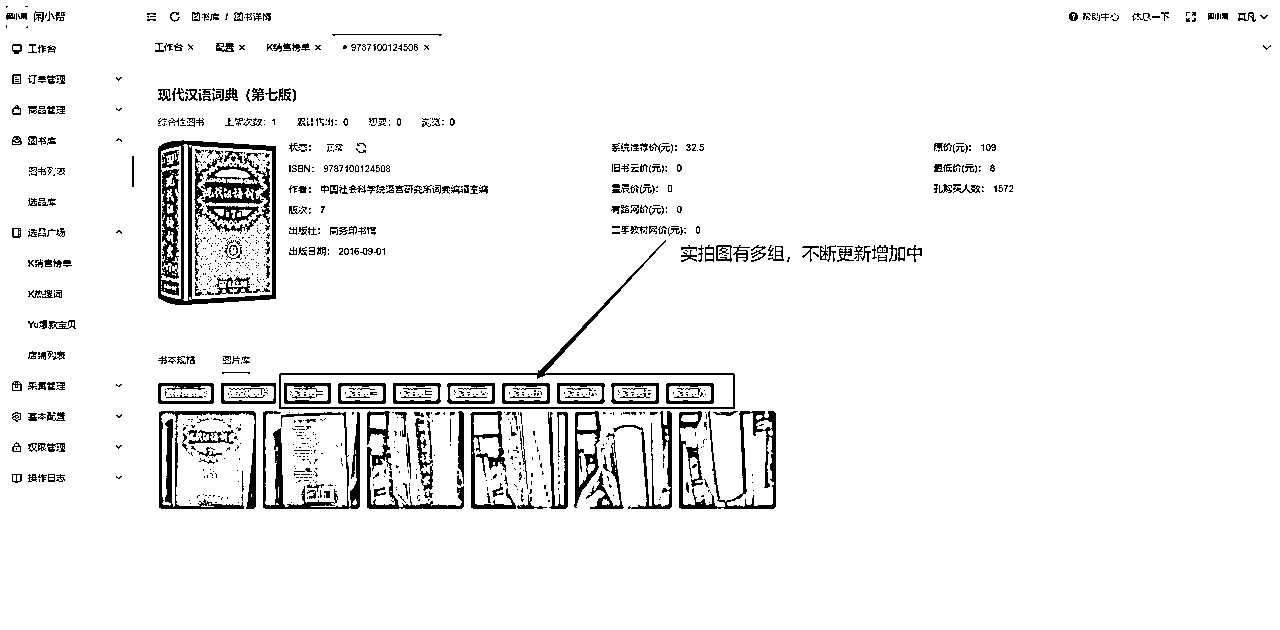 闲小帮 闲小帮 图书库 / 图书详情 帮助中心 休息一下 闲小帮
工作台 配置 K销售榜单 • 9787100124508
工作台
订单管理
商品管理
图书库
图书列表
选品库
选品广场
K销售榜单
K热搜词
Yu爆款宝贝
店铺列表
采集管理
基本配置
权限管理
操作日志
现代汉语词典（第七版）
综合性图书 上架次数：1 累计售出：0 想要：0 浏览：0
状态： 正常
ISBN： 9787100124508
作者： 中国社会科学院语言研究所词典编辑室编
版次： 7
出版社： 商务印书馆
出版日期： 2016-09-01
系统推荐价(元)： 32.5
旧书云价(元)： 0
有路网价(元)： 0
二手教材网价(元)： 0
原价(元)： 109
最低价(元)： 8
孔购买人数： 1572
实拍图有多组，不断更新增加中
书本规格 图片库